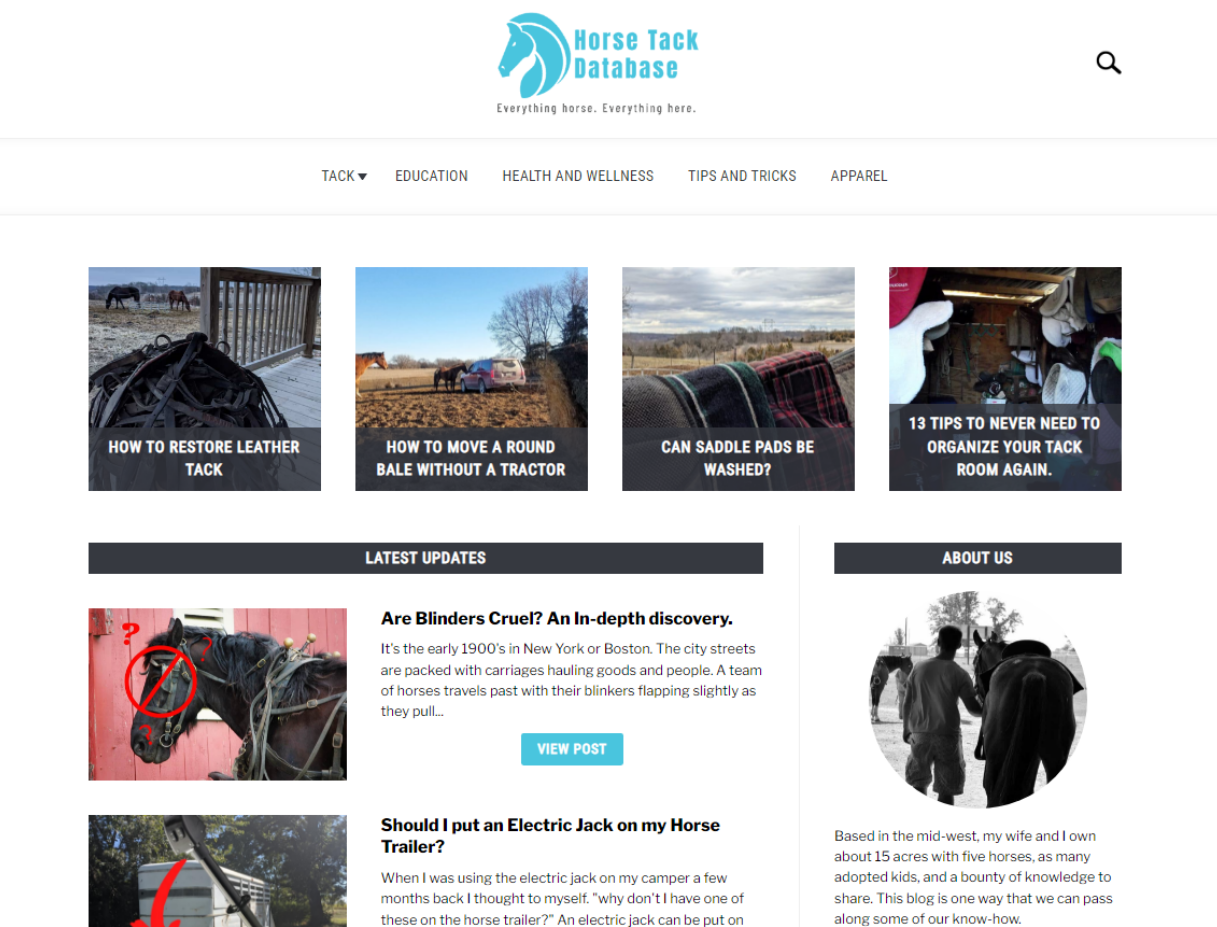 Horse Tack
Database
Everything horse. Everything here.
TACK
EDUCATION
HEALTH AND WELLNESS
TIPS AND TRICKS
APPAREL
HOW TO RESTORE LEATHER
TACK
HOW TO MOVE A ROUND
BALE WITHOUT A TRACTOR
CAN SADDLE PADS BE
WASHED?
13 TIPS TO NEVER NEED TO
ORGANIZE YOUR TACK
ROOM AGAIN.
LATEST UPDATES
? ? ?
Are Blinders Cruel? An In-depth discovery.
It's the early 1900's in New York or Boston. The city streets
are packed with carriages hauling goods and people. A team
of horses travels past with their blinkers flapping slightly as
they pull...
VIEW POST
Should I put an Electric Jack on my Horse
Trailer?
When I was using the electric jack on my camper a few
months back I thought to myself. "why don't I have one of
these on the horse trailer?" An electric jack can be put on
ABOUT US
Based in the mid-west, my wife and I own
about 15 acres with five horses, as many
adopted kids, and a bounty of knowledge to
share. This blog is one way that we can pass
along some of our know-how.